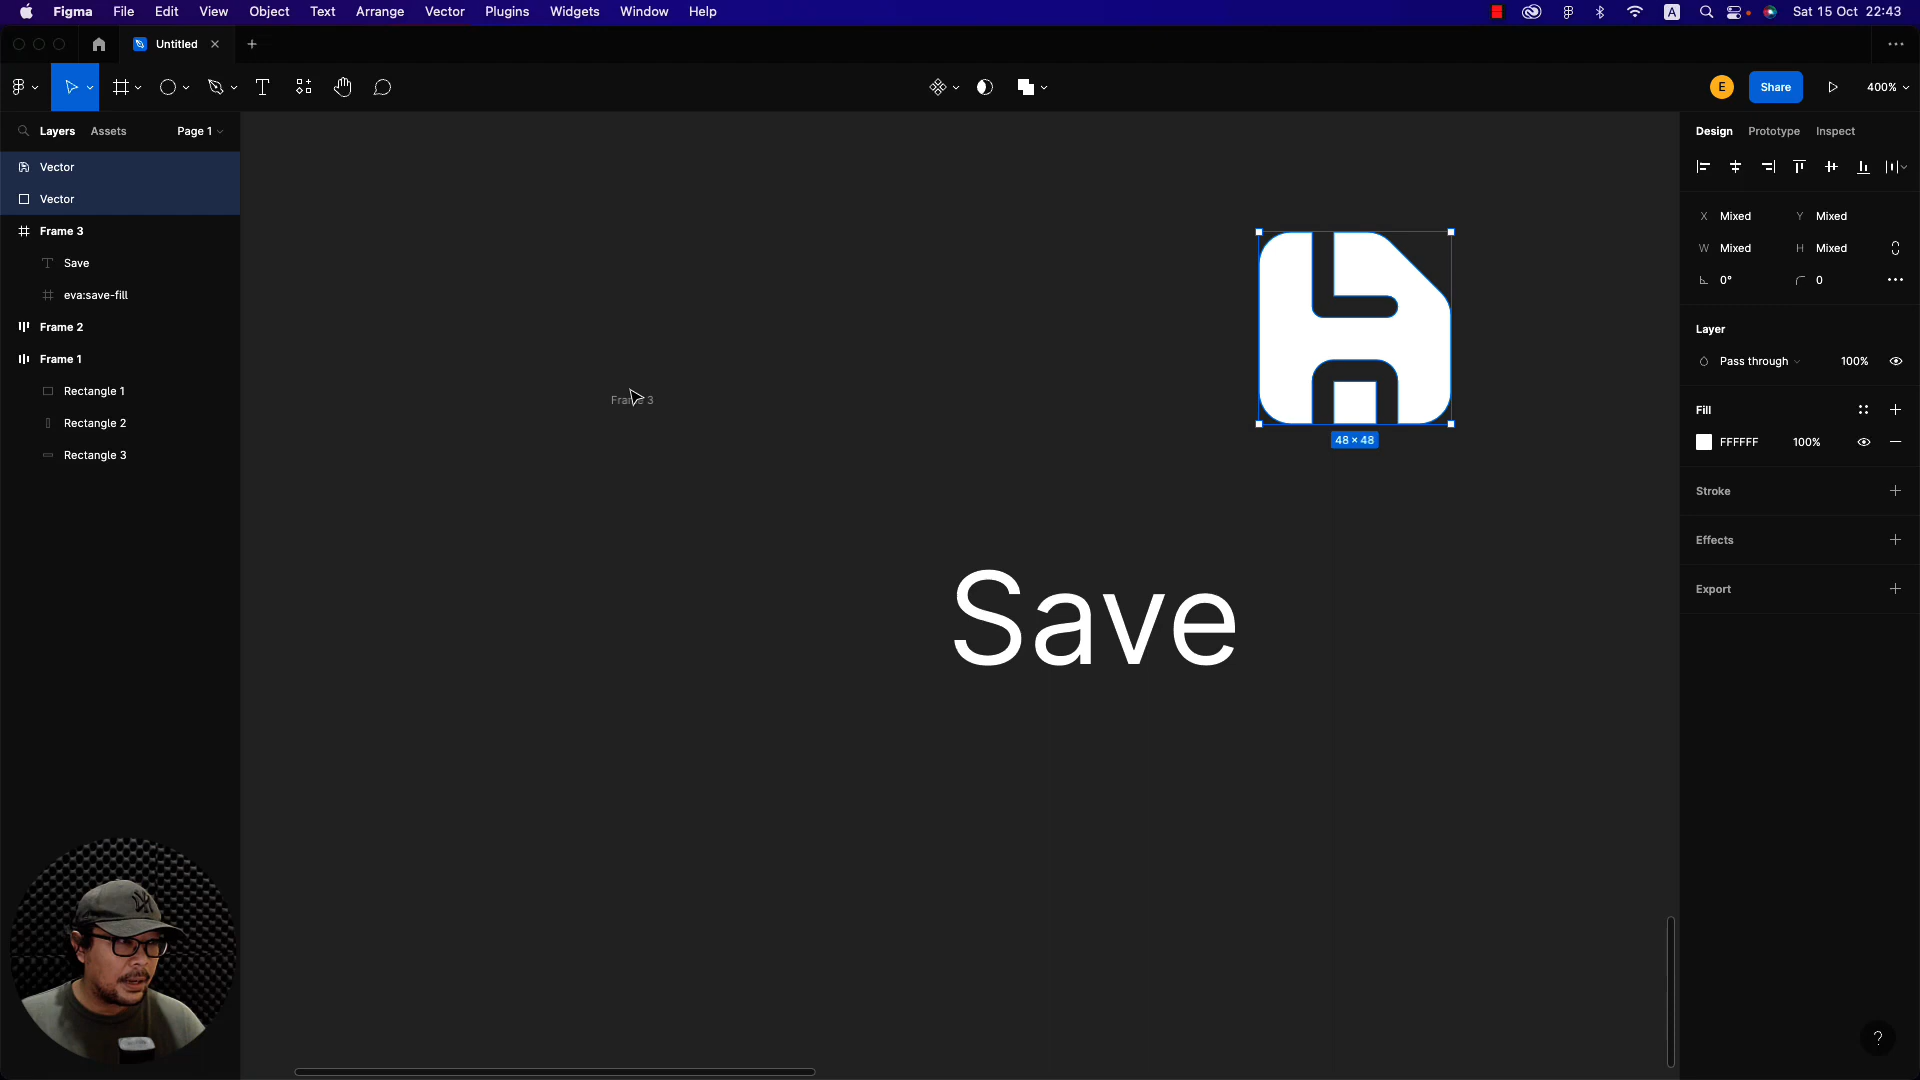 Figma File Edit View Object Text Arrange Vector Plugins Widgets Window Help
A
Sat 15 Oct 22:43
Untitled
E
Share
400%
Layers Assets Page 1
Vector
Vector
Frame 3
Save
eva:save-fill
Frame 2
Frame 1
Rectangle 1
Rectangle 2
Rectangle 3
Frame 3
48 × 48
Save
Design Prototype Inspect
X Mixed Y Mixed
W Mixed H Mixed
0° 0
Layer
Pass through 100%
Fill
FFFFFF 100%
Stroke
Effects
Export
?